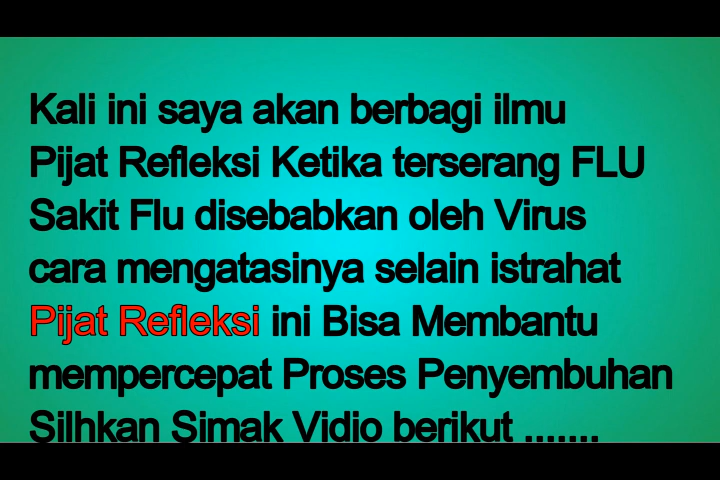 Kali ini saya akan berbagi ilmu
Pijat Refleksi Ketika terserang FLU
Sakit Flu disebabkan oleh Virus
cara mengatasinya selain istrahat
Pijat Refleksi ini Bisa Membantu
mempercepat Proses Penyembuhan
Silhkan Simak Vidio berikut .......